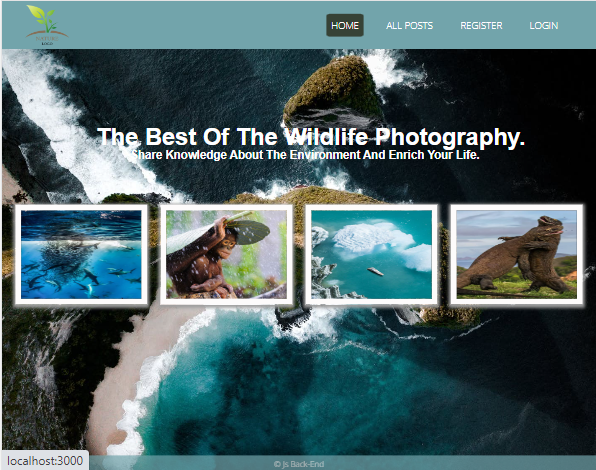 HOME
ALL POSTS
REGISTER
LOGIN
LOGO
The Best Of The Wildlife Photography.
Share Knowledge About The Environment And Enrich Your Life.
© Js Back-End
localhost:3000